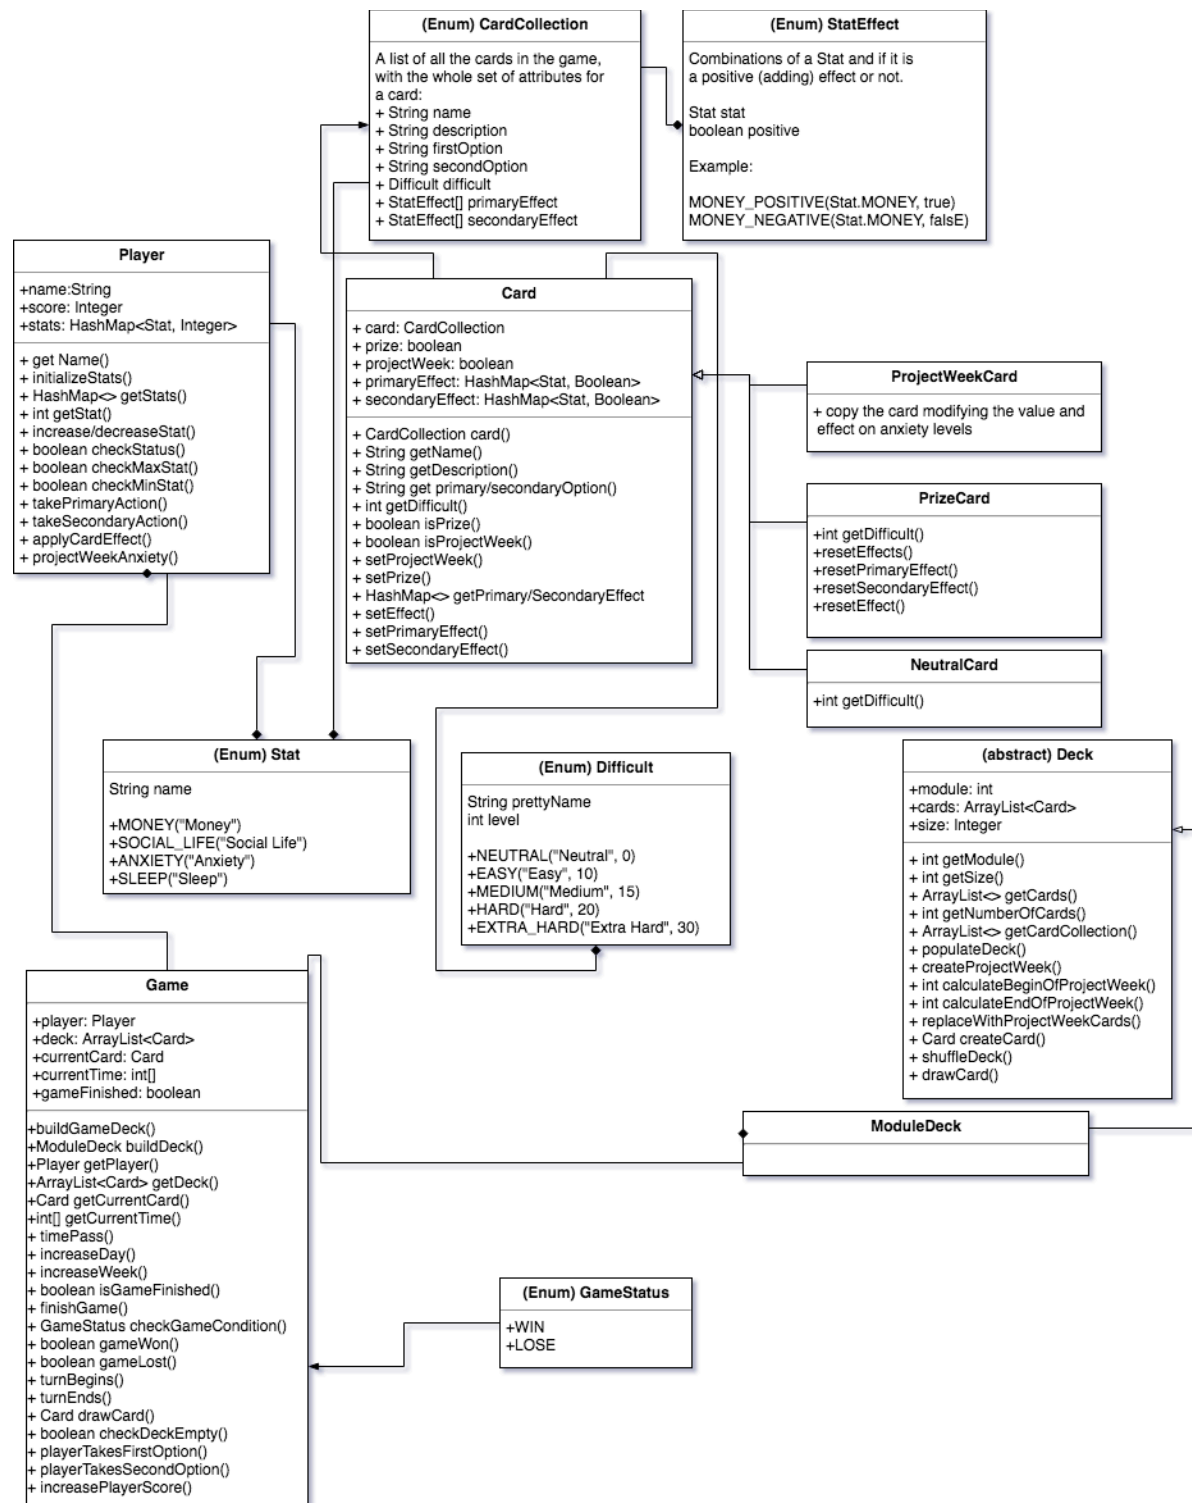 (Enum) CardCollection
A list of all the cards in the game,
with the whole set of attributes for
a card:
+ String name
+ String description
+ String firstOption
+ String secondOption
+ Difficult difficult
+ StatEffect[] primaryEffect
+ StatEffect[] secondaryEffect
(Enum) StatEffect
Combinations of a Stat and if it is
a positive (adding) effect or not.
Stat stat
boolean positive
Example:
MONEY_POSITIVE(Stat.MONEY, true)
MONEY_NEGATIVE(Stat.MONEY, falsE)
Player
+name:String
+score: Integer
+stats: HashMap<Stat, Integer>
+ get Name()
+ initializeStats()
+ HashMap<> getStats()
+ int getStat()
+ increase/decreaseStat()
+ boolean checkStatus()
+ boolean checkMaxStat()
+ boolean checkMinStat()
+ takePrimaryAction()
+ takeSecondaryAction()
+ applyCardEffect()
+ projectWeekAnxiety()
Card
+ card: CardCollection
+ prize: boolean
+ projectWeek: boolean
+ primaryEffect: HashMap<Stat, Boolean>
+ secondaryEffect: HashMap<Stat, Boolean>
+ CardCollection card()
+ String getName()
+ String getDescription()
+ String get primary/secondaryOption()
+ int getDifficult()
+ boolean isPrize()
+ boolean isProjectWeek()
+ setProjectWeek()
+ setPrize()
+ HashMap<> getPrimary/SecondaryEffect
+ setEffect()
+ setPrimaryEffect()
+ setSecondaryEffect()
ProjectWeekCard
+ copy the card modifying the value and
effect on anxiety levels
PrizeCard
+int getDifficult()
+resetEffects()
+resetPrimaryEffect()
+resetSecondaryEffect()
+resetEffect()
NeutralCard
+int getDifficult()
(Enum) Stat
String name
+MONEY("Money")
+SOCIAL_LIFE("Social Life")
+ANXIETY("Anxiety")
+SLEEP("Sleep")
(Enum) Difficult
String prettyName
int level
+NEUTRAL("Neutral", 0)
+EASY("Easy", 10)
+MEDIUM("Medium", 15)
+HARD("Hard", 20)
+EXTRA_HARD("Extra Hard", 30)
(abstract) Deck
+module: int
+cards: ArrayList<Card>
+size: Integer
+ int getModule()
+ int getSize()
+ ArrayList<> getCards()
+ int getNumberOfCards()
+ ArrayList<> getCardCollection()
+ populateDeck()
+ createProjectWeek()
+ int calculateBeginOfProjectWeek()
+ int calculateEndOfProjectWeek()
+ replaceWithProjectWeekCards()
+ Card createCard()
+ shuffleDeck()
+ drawCard()
Game
+player: Player
+deck: ArrayList<Card>
+currentCard: Card
+currentTime: int[]
+gameFinished: boolean
+buildGameDeck()
+ModuleDeck buildDeck()
+Player getPlayer()
+ArrayList<Card> getDeck()
+Card getCurrentCard()
+int[] getCurrentTime()
+ timePass()
+ increaseDay()
+ increaseWeek()
+ boolean isGameFinished()
+ finishGame()
+ GameStatus checkGameCondition()
+ boolean gameWon()
+ boolean gameLost()
+ turnBegins()
+ turnEnds()
+ Card drawCard()
+ boolean checkDeckEmpty()
+ playerTakesFirstOption()
+ playerTakesSecondOption()
+ increasePlayerScore()
ModuleDeck
(Enum) GameStatus
+WIN
+LOSE